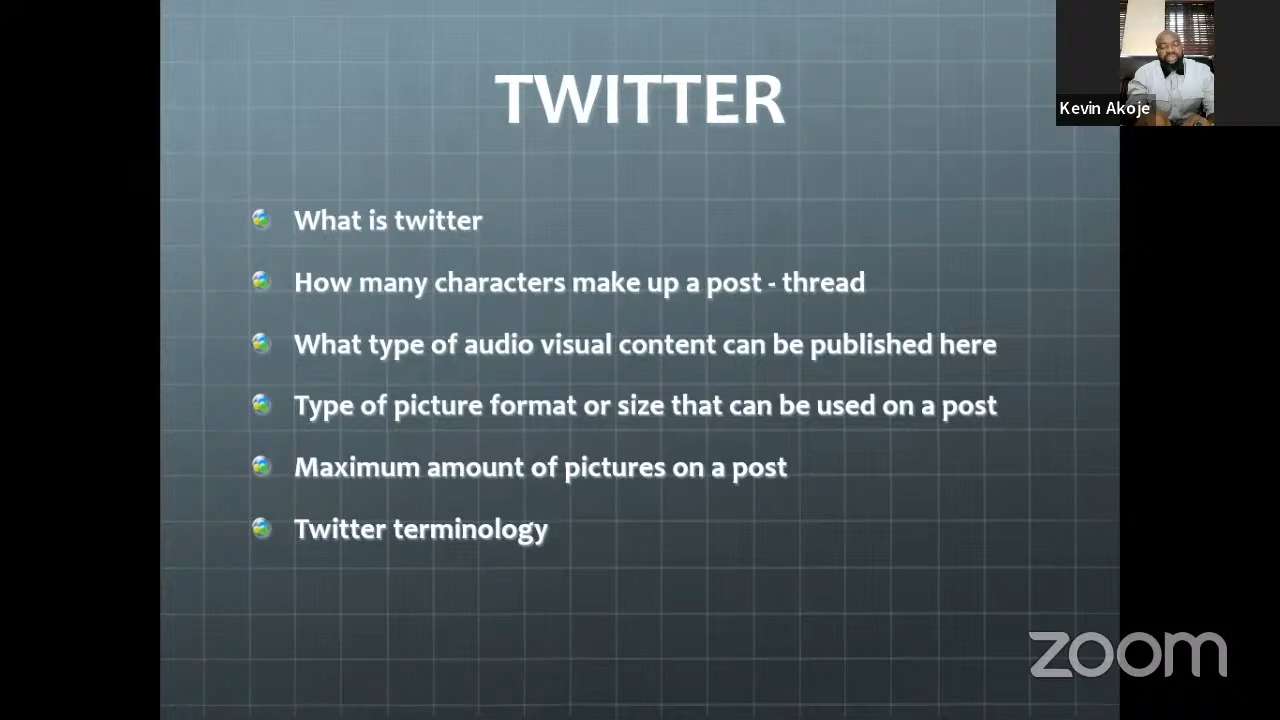 TWITTER
Kevin Akoje
What is twitter
How many characters make up a post - thread
What type of audio visual content can be published here
Type of picture format or size that can be used on a post
Maximum amount of pictures on a post
Twitter terminology
zoom